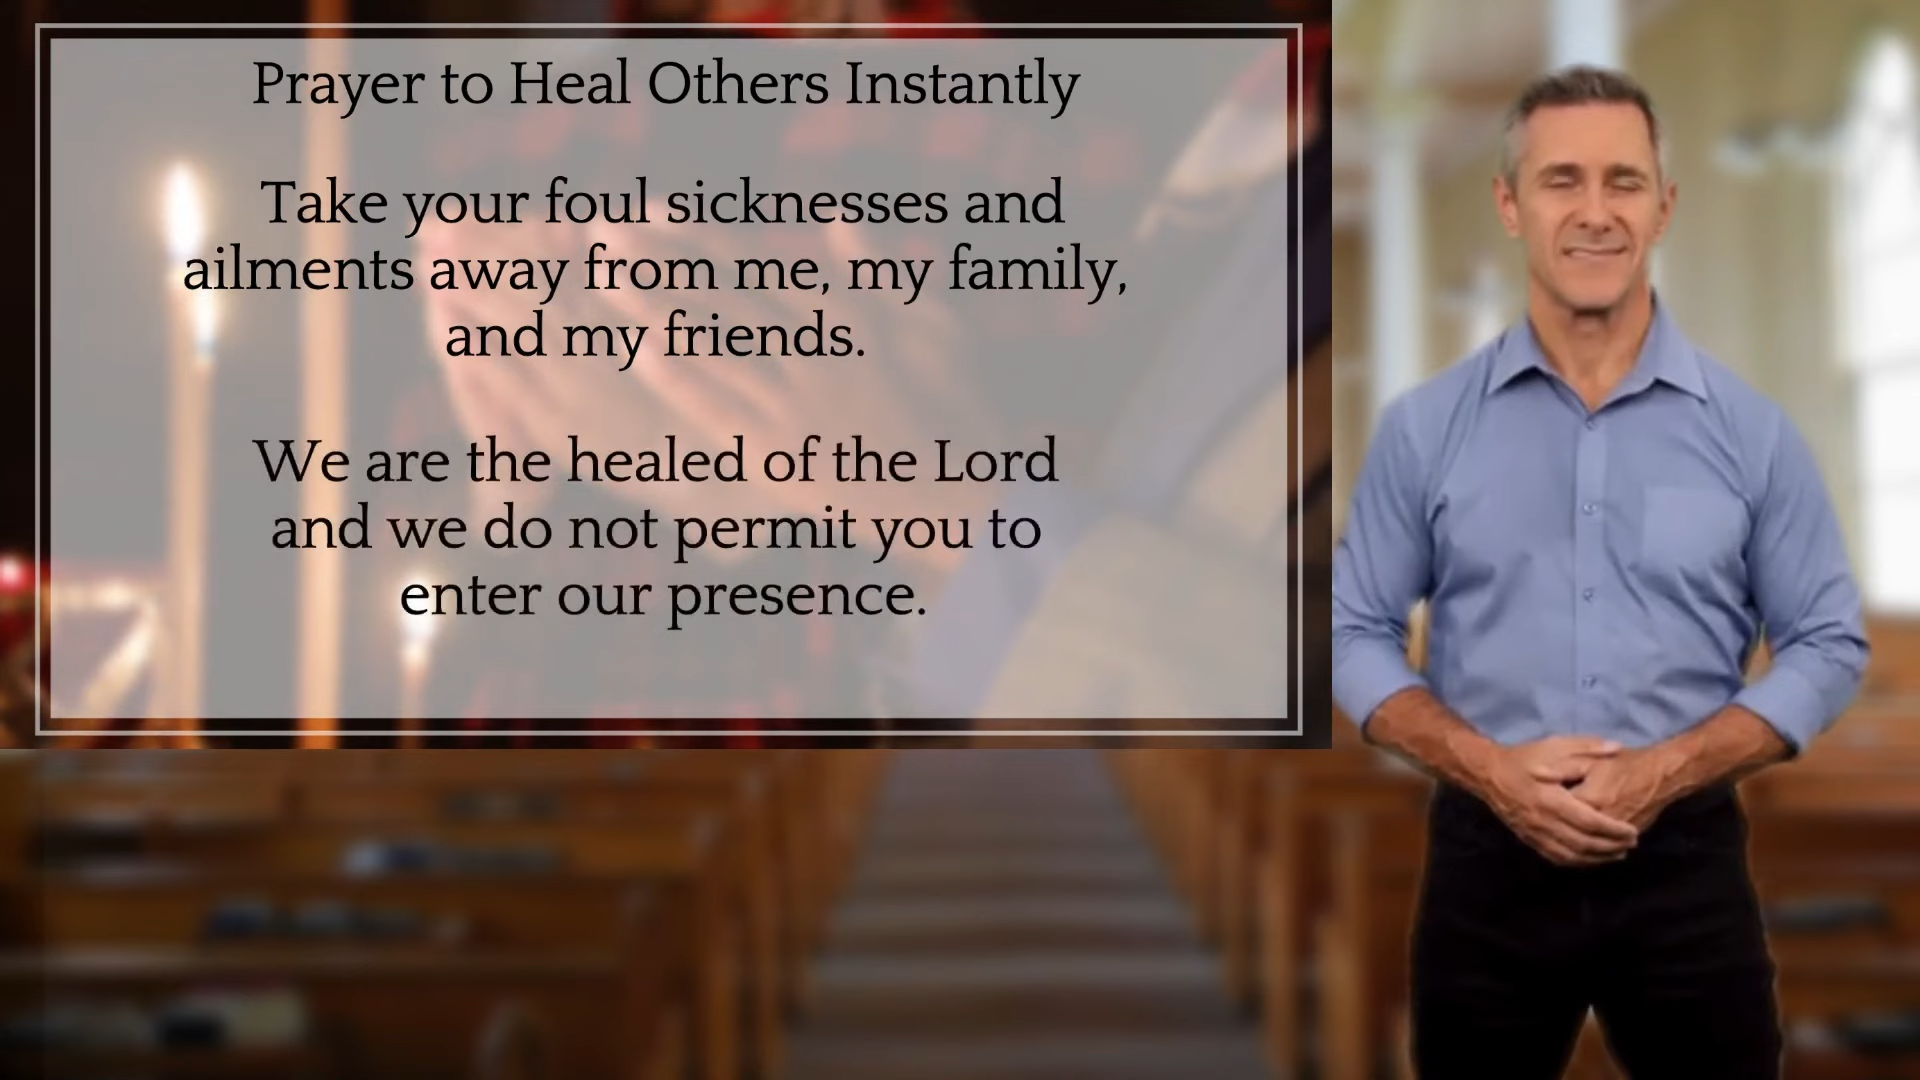 Prayer to Heal Others Instantly
Take your foul sicknesses and
ailments away from me, my family,
and my friends.
We are the healed of the Lord
and we do not permit you to
enter our presence.